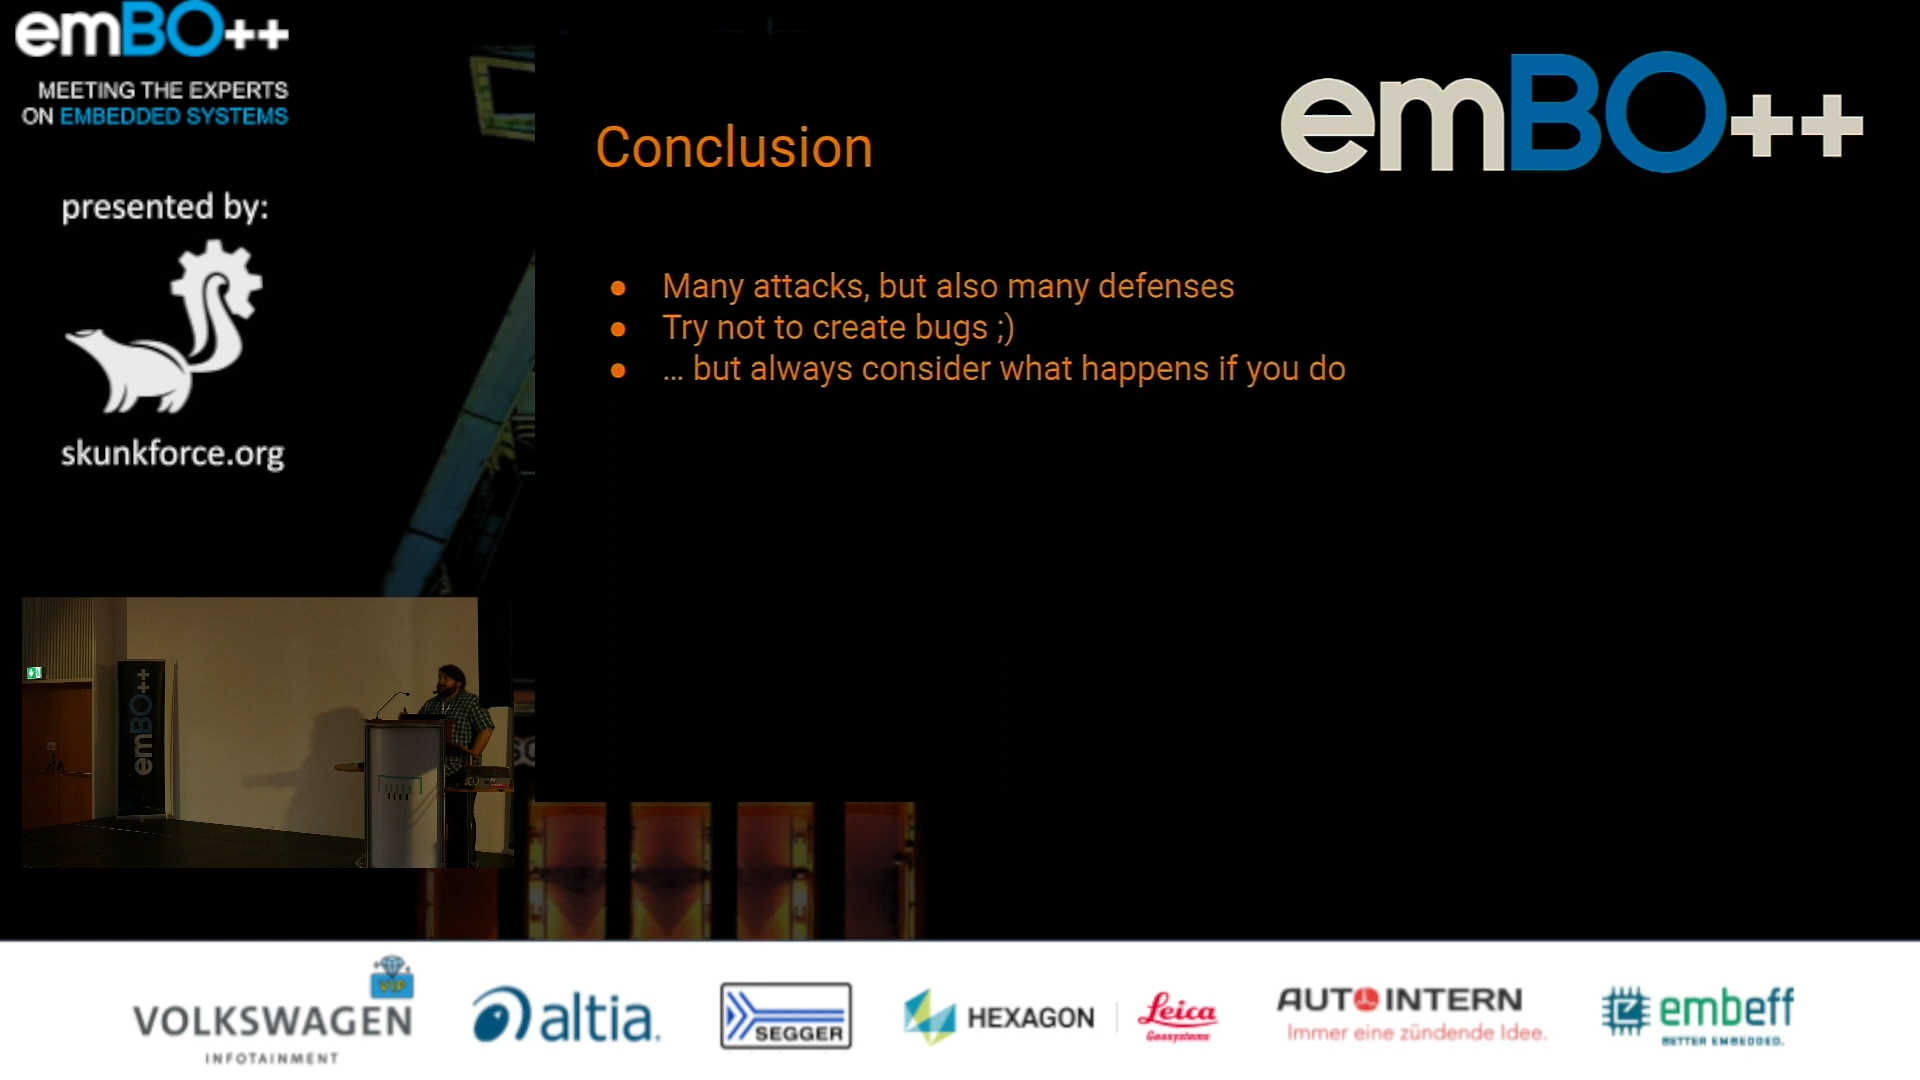 emBO++
MEETING THE EXPERTS
ON EMBEDDED SYSTEMS
presented by:
skunkforce.org
emBO++
Conclusion
● Many attacks, but also many defenses
● Try not to create bugs ;)
● ... but always consider what happens if you do
emBO++
VIP
VOLKSWAGEN
INFOTAINMENT
altia.
SEGGER
HEXAGON
Leica
Geosystems
AUTOINTERN
Immer eine zündende Idee.
embeff
BETTER EMBEDDED.